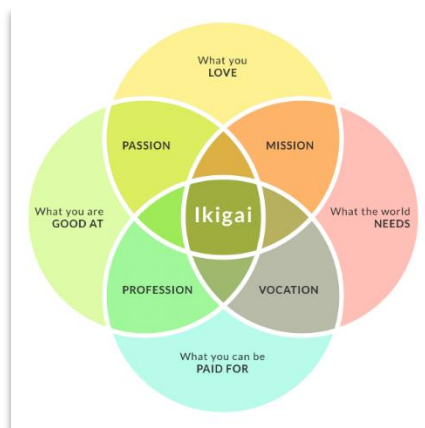 What you
LOVE
PASSION
MISSION
What you are
GOOD AT
Ikigai
What the world
NEEDS
PROFESSION
VOCATION
What you can be
PAID FOR